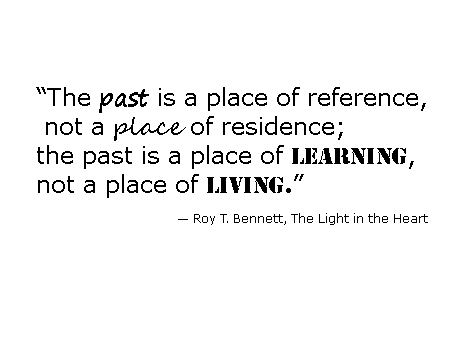 “The past is a place of reference,
not a place of residence;
the past is a place of LEARNING,
not a place of LIVING.”
— Roy T. Bennett, The Light in the Heart